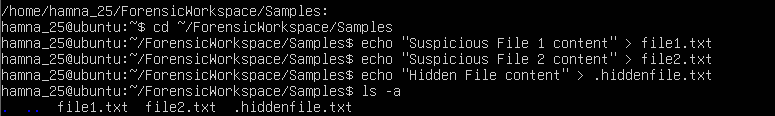 /home/hamna_25/ForensicWorkspace/Samples:
hamna_25@ubuntu:~$ cd ~/ForensicWorkspace/Samples
hamna_25@ubuntu:~/ForensicWorkspace/Samples$ echo "Suspicious File 1 content" > file1.txt
hamna_25@ubuntu:~/ForensicWorkspace/Samples$ echo "Suspicious File 2 content" > file2.txt
hamna_25@ubuntu:~/ForensicWorkspace/Samples$ echo "Hidden File content" > .hiddenfile.txt
hamna_25@ubuntu:~/ForensicWorkspace/Samples$ ls -a
.  ..  file1.txt  file2.txt  .hiddenfile.txt